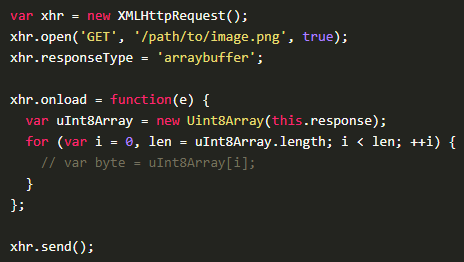 var xhr = new XMLHttpRequest();
xhr.open('GET', '/path/to/image.png', true);
xhr.responseType = 'arraybuffer';
xhr.onload = function(e) {
var uInt8Array = new Uint8Array(this.response);
for (var i = 0, len = uInt8Array.length; i < len; ++i) {
// var byte = uInt8Array[i];
}
};
xhr.send();